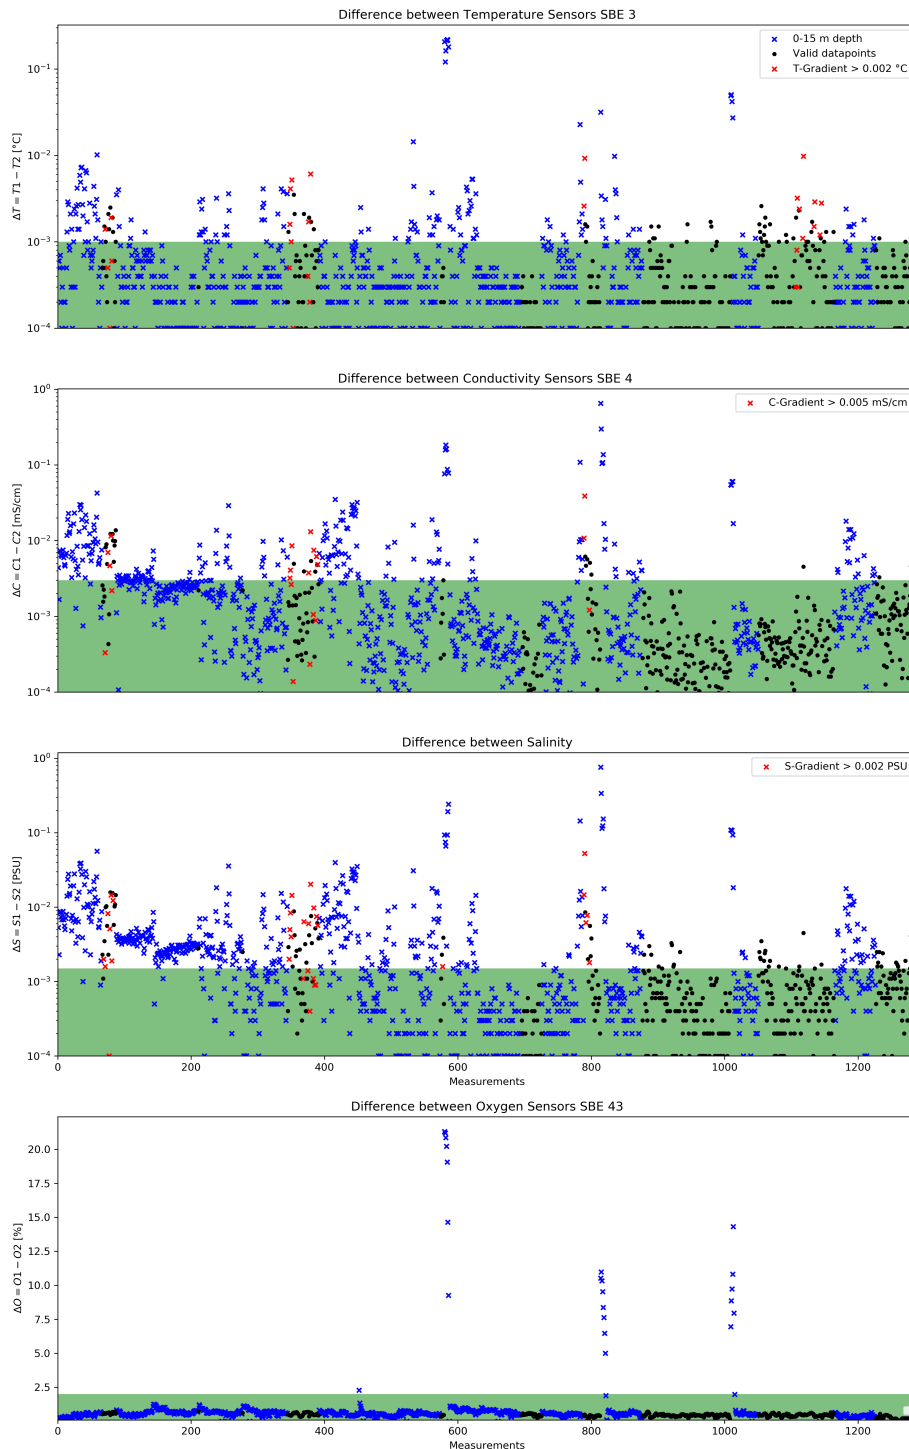 Difference between Temperature Sensors SBE 3
0-15 m depth
Valid datapoints
T-Gradient > 0.002 °C
ΔT = T1 − T2 [°C]
10⁻¹
10⁻²
10⁻³
10⁻⁴
Difference between Conductivity Sensors SBE 4
C-Gradient > 0.005 mS/cm
ΔC = C1 − C2 [mS/cm]
10⁰
10⁻¹
10⁻²
10⁻³
10⁻⁴
Difference between Salinity
S-Gradient > 0.002 PSU
ΔS = S1 − S2 [PSU]
10⁰
10⁻¹
10⁻²
10⁻³
10⁻⁴
0 200 400 600 800 1000 1200
Measurements
Difference between Oxygen Sensors SBE 43
ΔO = O1 − O2 [%]
20.0
17.5
15.0
12.5
10.0
7.5
5.0
2.5
0 200 400 600 800 1000 1200
Measurements